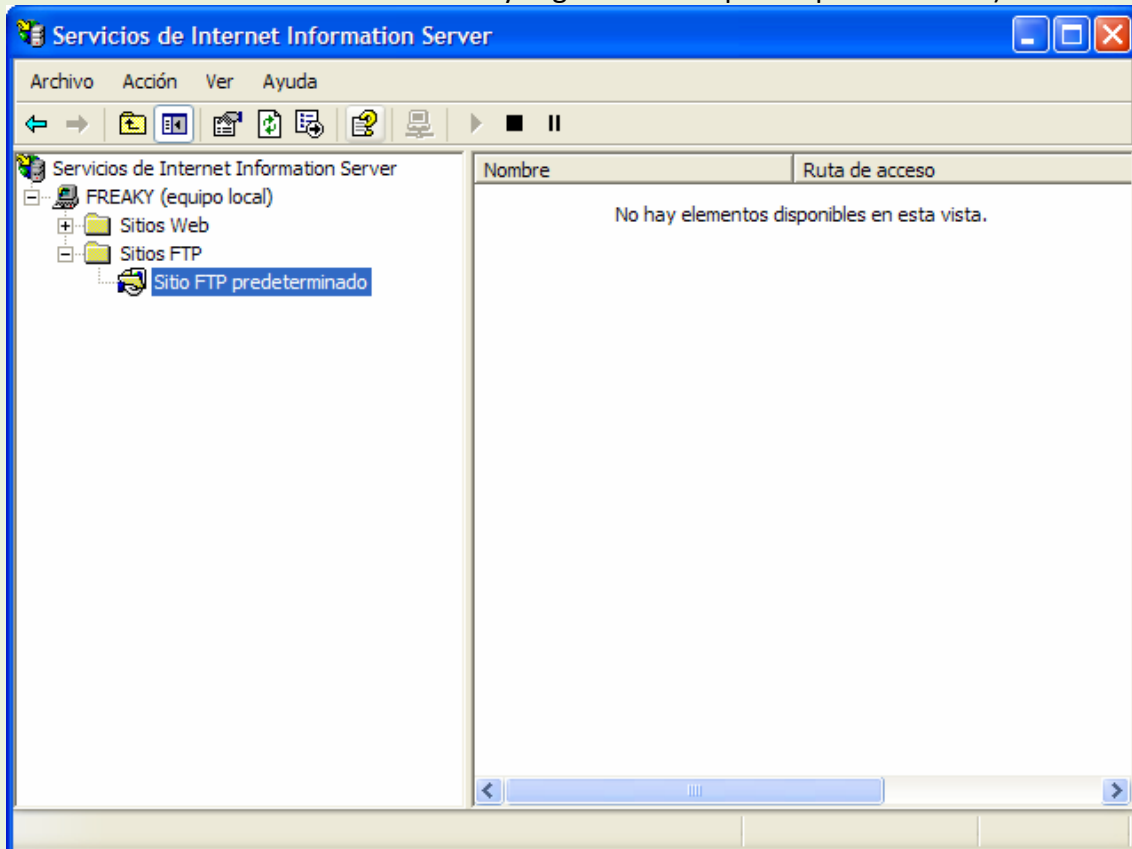 Servicios de Internet Information Server
Archivo Acción Ver Ayuda
Servicios de Internet Information Server
FREAKY (equipo local)
Sitios Web
Sitios FTP
Sitio FTP predeterminado
Nombre Ruta de acceso
No hay elementos disponibles en esta vista.